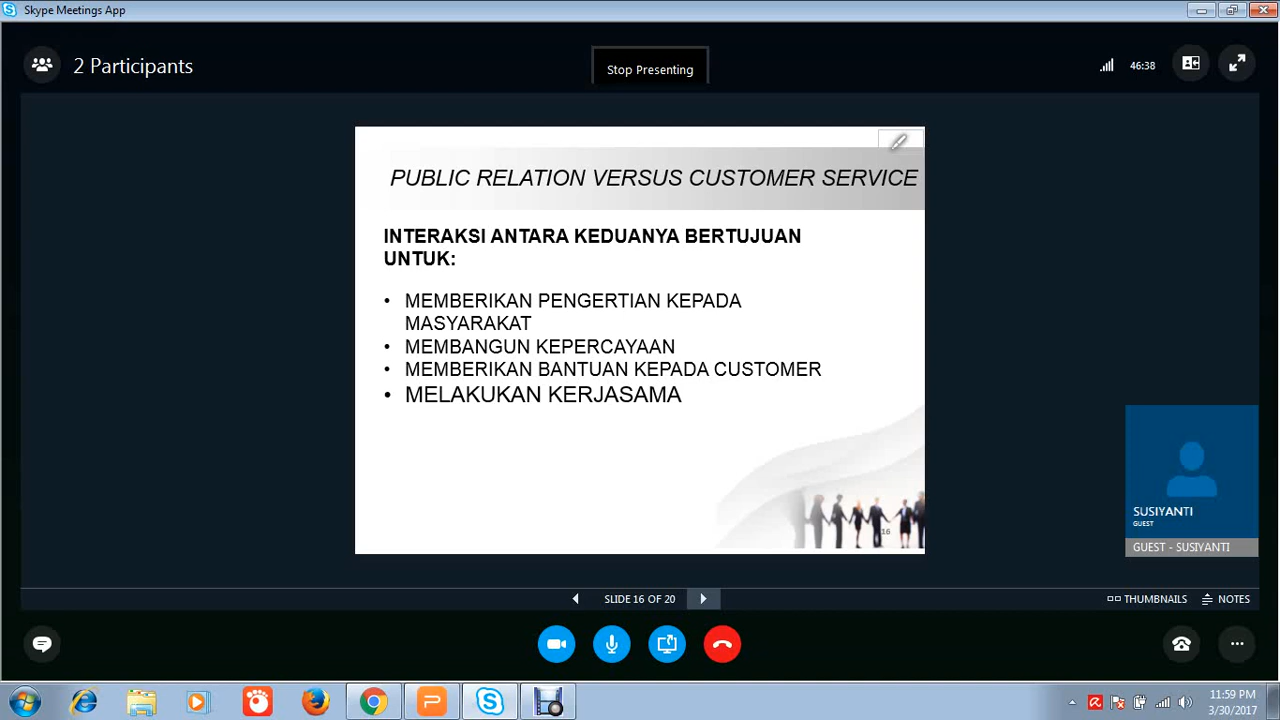 Skype Meetings App
2 Participants
Stop Presenting
46:38
PUBLIC RELATION VERSUS CUSTOMER SERVICE
INTERAKSI ANTARA KEDUANYA BERTUJUAN
UNTUK:
• MEMBERIKAN PENGERTIAN KEPADA
MASYARAKAT
• MEMBANGUN KEPERCAYAAN
• MEMBERIKAN BANTUAN KEPADA CUSTOMER
• MELAKUKAN KERJASAMA
16
SUSIYANTI
GUEST
GUEST - SUSIYANTI
SLIDE 16 OF 20
THUMBNAILS
NOTES
11:59 PM
3/30/2017